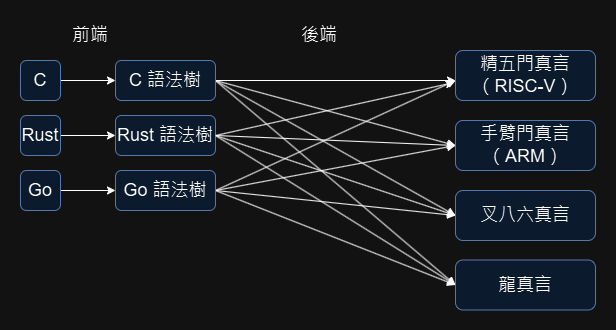 前端
後端
C
C 語法樹
精五門真言
（RISC-V）
Rust
Rust 語法樹
手臂門真言
（ARM）
Go
Go 語法樹
叉八六真言
龍真言